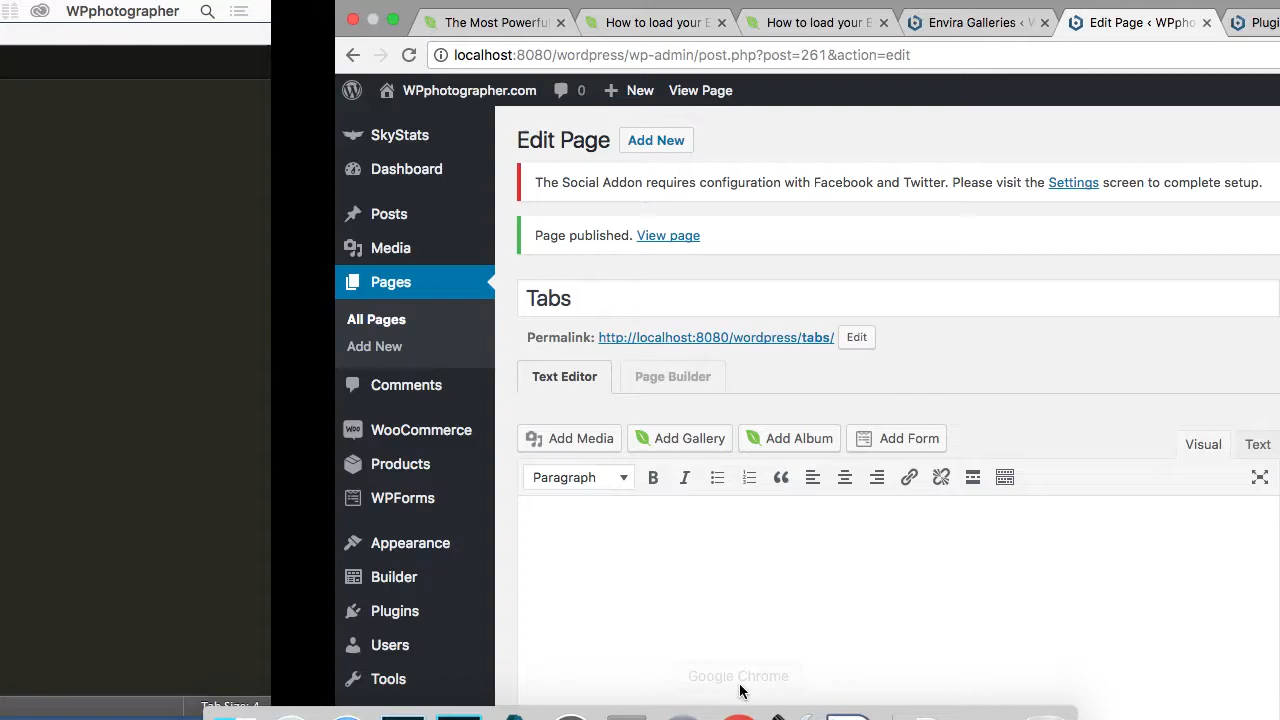 WPphotographer
The Most Powerfu
How to load your E
How to load your E
Envira Galleries ‹ W
Edit Page ‹ WPpho
Plugi
localhost:8080/wordpress/wp-admin/post.php?post=261&action=edit
WPphotographer.com
0
New
View Page
SkyStats
Dashboard
Posts
Media
Pages
All Pages
Add New
Comments
WooCommerce
Products
WPForms
Appearance
Builder
Plugins
Users
Tools
Edit Page
Add New
The Social Addon requires configuration with Facebook and Twitter. Please visit the Settings screen to complete setup.
Page published. View page
Tabs
Permalink: http://localhost:8080/wordpress/tabs/ Edit
Text Editor
Page Builder
Add Media
Add Gallery
Add Album
Add Form
Visual
Text
Paragraph
Google Chrome
Tab Size: 4